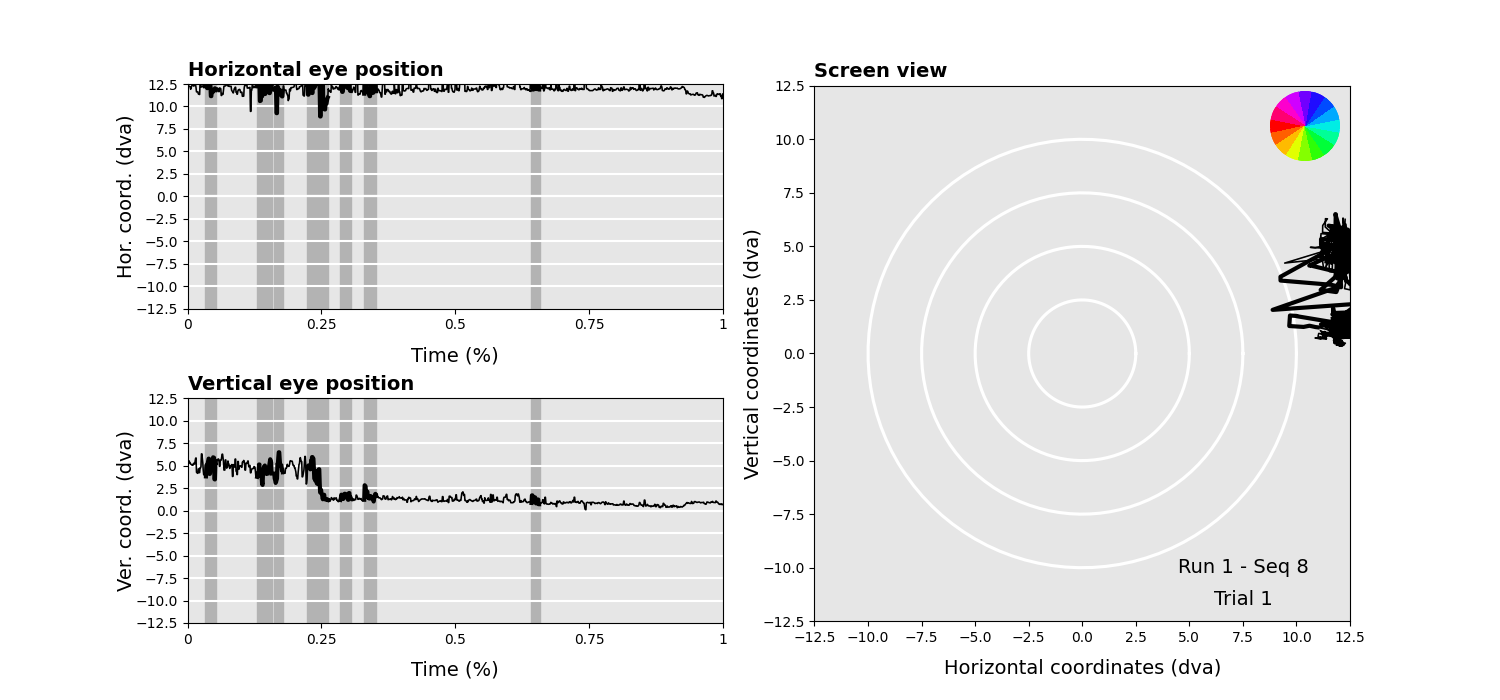 Horizontal eye position
Hor. coord. (dva)
12.5
10.0
7.5
5.0
2.5
0.0
−2.5
−5.0
−7.5
−10.0
−12.5
0 0.25 0.5 0.75 1
Time (%)
Vertical eye position
Ver. coord. (dva)
12.5
10.0
7.5
5.0
2.5
0.0
−2.5
−5.0
−7.5
−10.0
−12.5
0 0.25 0.5 0.75 1
Time (%)
Screen view
Vertical coordinates (dva)
12.5
10.0
7.5
5.0
2.5
0.0
−2.5
−5.0
−7.5
−10.0
−12.5
Run 1 - Seq 8
Trial 1
−12.5 −10.0 −7.5 −5.0 −2.5 0.0 2.5 5.0 7.5 10.0 12.5
Horizontal coordinates (dva)